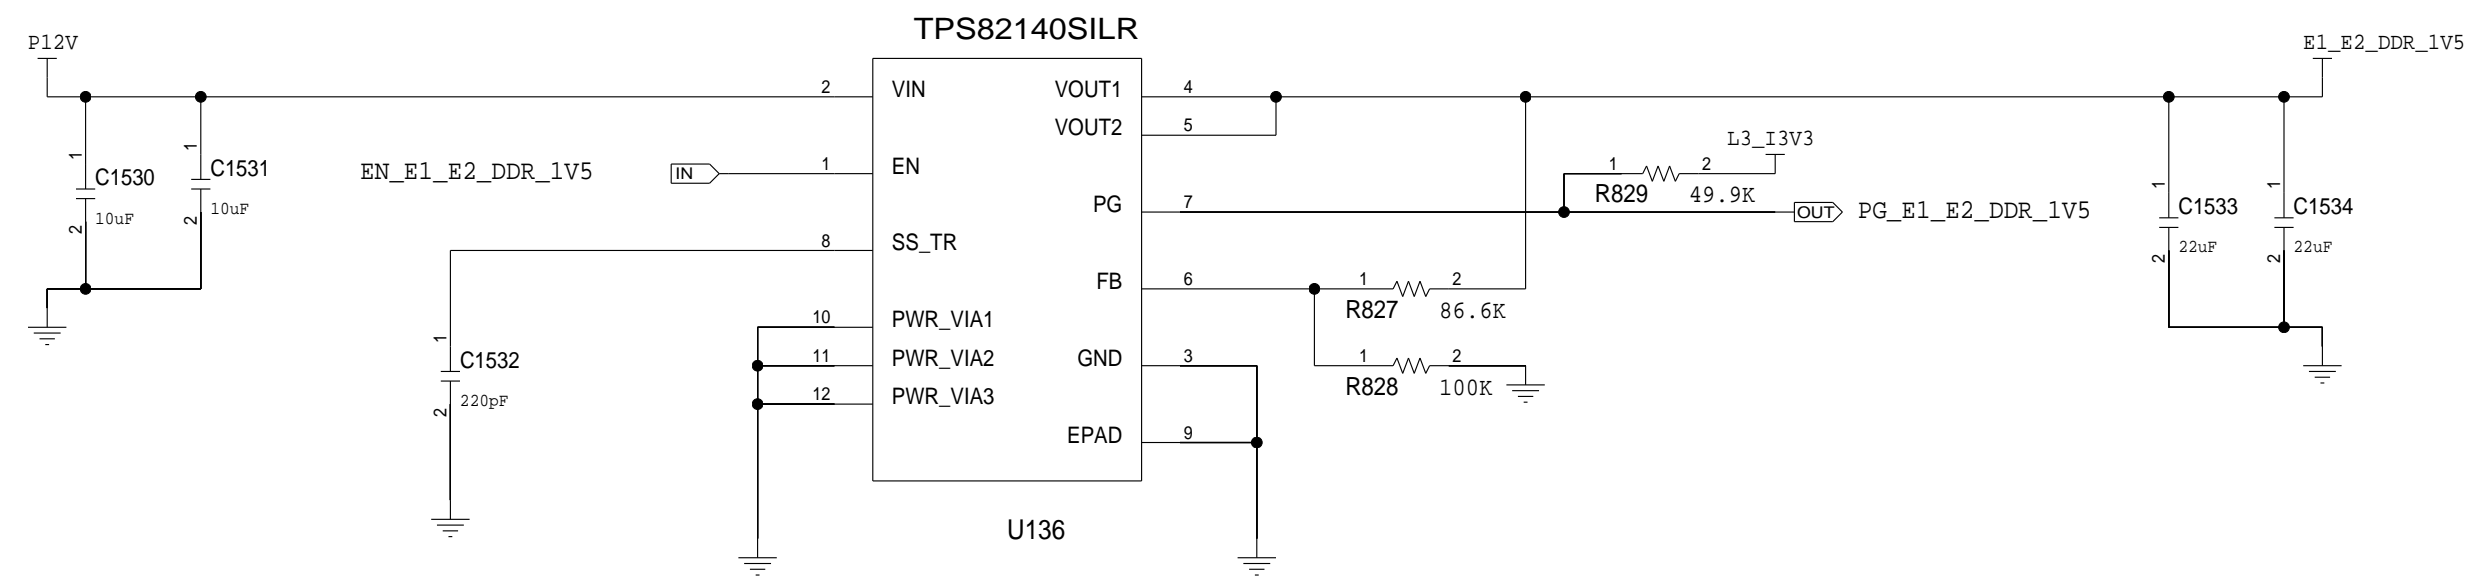 TPS82140SILR
P12V
E1_E2_DDR_1V5
2 VIN VOUT1 4
VOUT2 5
L3_I3V3
1 C1530 10uF 2
1 C1531 10uF 2
EN_E1_E2_DDR_1V5 IN 1 EN
1 2
R829 49.9K
PG 7 OUT PG_E1_E2_DDR_1V5
1 C1533 22uF 2
1 C1534 22uF 2
8 SS_TR
FB 6 1 2
R827 86.6K
10 PWR_VIA1
11 PWR_VIA2 GND 3 1 2
R828 100K
1 C1532 220pF 2
12 PWR_VIA3
EPAD 9
U136